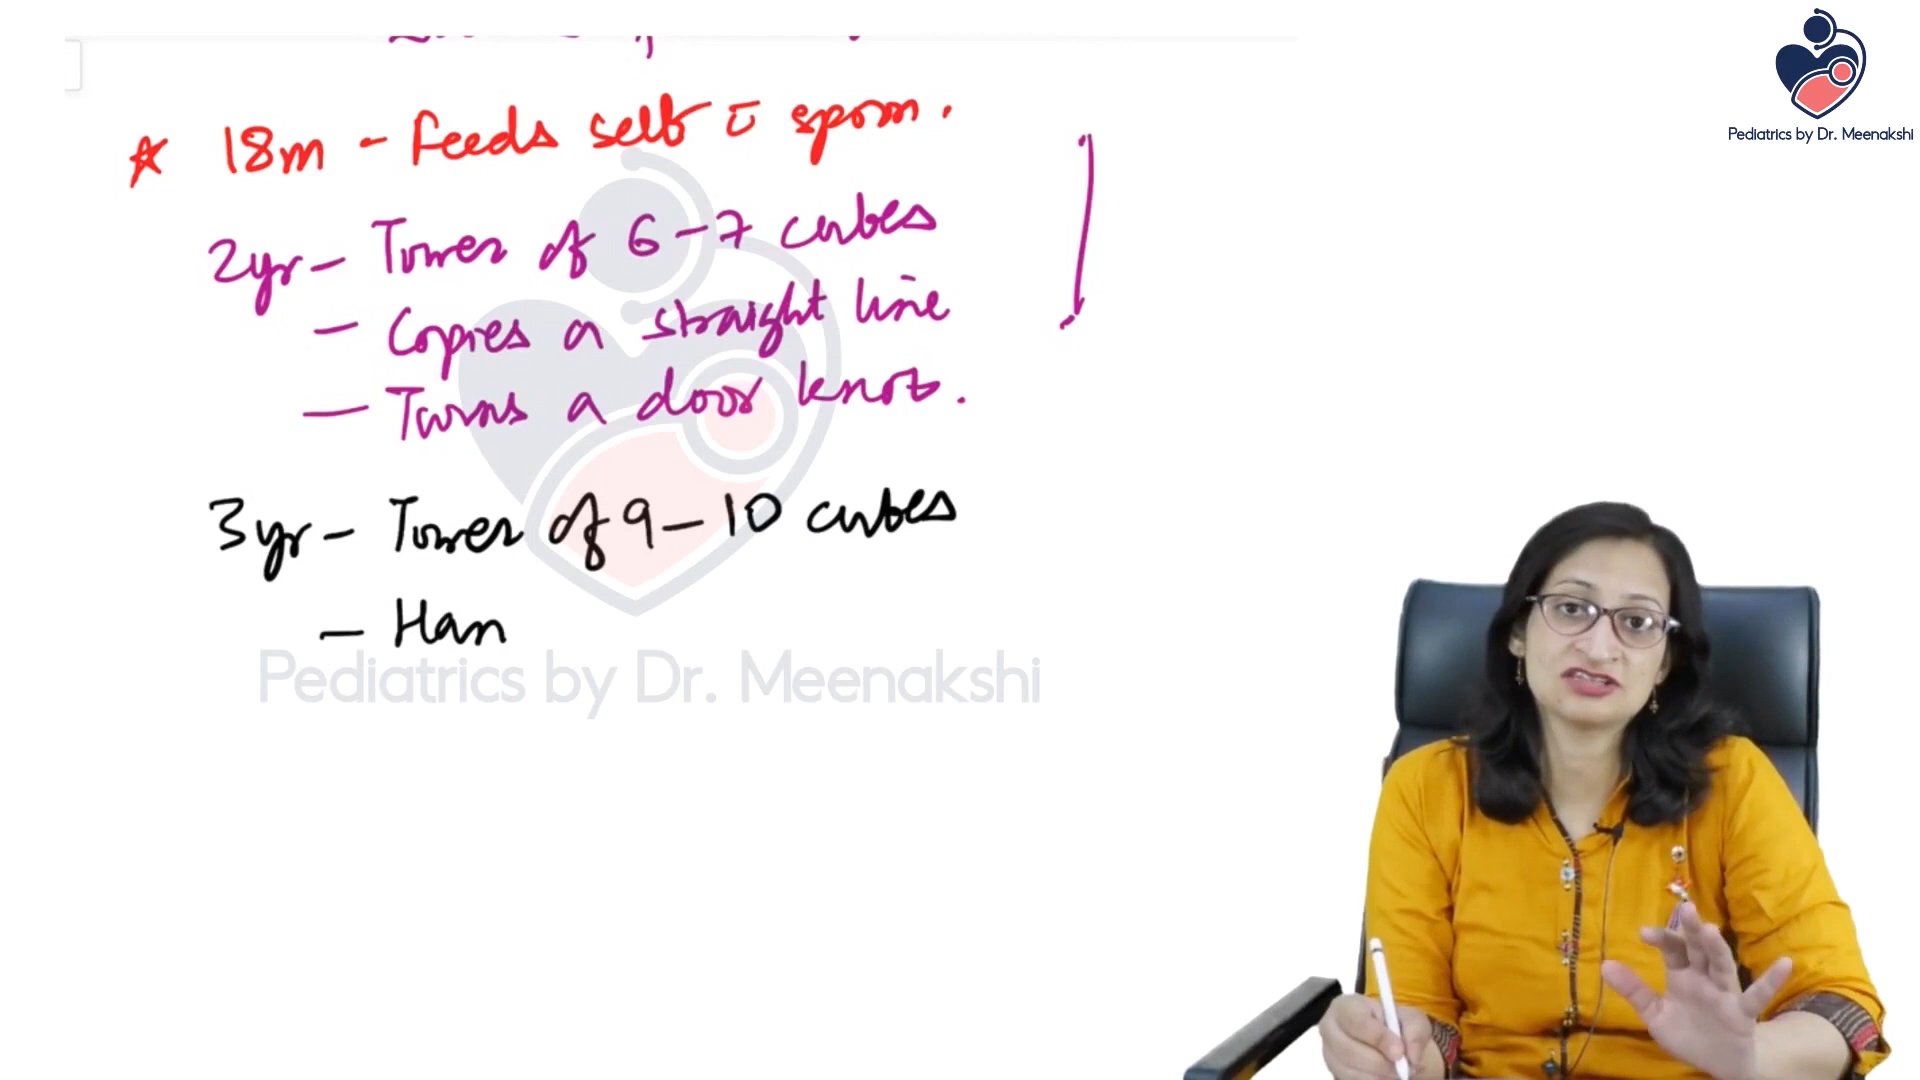 Pediatrics by Dr. Meenakshi
☆ 18m - Feeds self c̄ spoon.
2yr - Tower of 6-7 cubes
- Copies a straight line
- Turns a door knob.
3yr - Tower of 9-10 cubes
- Han
Pediatrics by Dr. Meenakshi